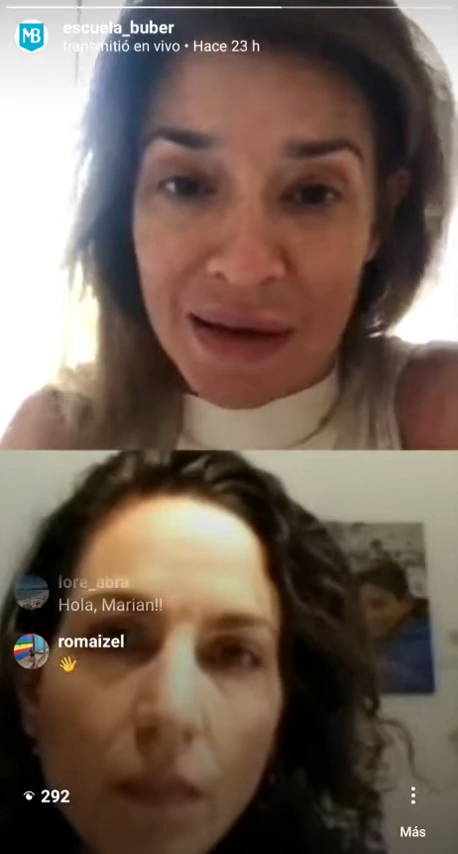 MB
escuela_buber
transmitió en vivo • Hace 23 h
lore_abra
Hola, Marian!!
romaizel
👋
292
Más